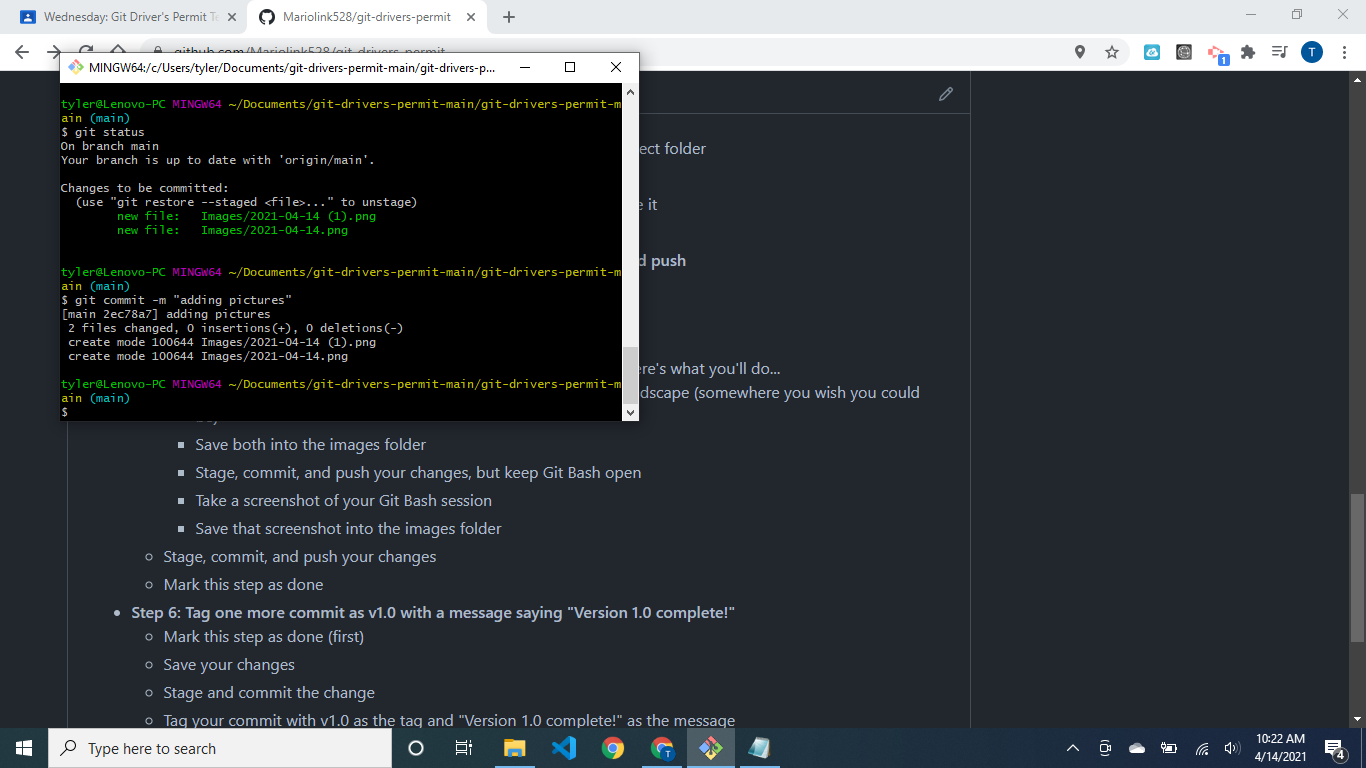 Wednesday: Git Driver's Permit Te
Mariolink528/git-drivers-permit
github.com/Mariolink528/git-drivers-permit
1
T
MINGW64:/c/Users/tyler/Documents/git-drivers-permit-main/git-drivers-p...
tyler@Lenovo-PC MINGW64 ~/Documents/git-drivers-permit-main/git-drivers-permit-m
ain (main)
$ git status
On branch main
Your branch is up to date with 'origin/main'.
Changes to be committed:
(use "git restore --staged <file>..." to unstage)
new file: Images/2021-04-14 (1).png
new file: Images/2021-04-14.png
tyler@Lenovo-PC MINGW64 ~/Documents/git-drivers-permit-main/git-drivers-permit-m
ain (main)
$ git commit -m "adding pictures"
[main 2ec78a7] adding pictures
2 files changed, 0 insertions(+), 0 deletions(-)
create mode 100644 Images/2021-04-14 (1).png
create mode 100644 Images/2021-04-14.png
tyler@Lenovo-PC MINGW64 ~/Documents/git-drivers-permit-main/git-drivers-permit-m
ain (main)
$
ect folder
e it
d push
ere's what you'll do...
dscape (somewhere you wish you could
Save both into the images folder
Stage, commit, and push your changes, but keep Git Bash open
Take a screenshot of your Git Bash session
Save that screenshot into the images folder
Stage, commit, and push your changes
Mark this step as done
Step 6: Tag one more commit as v1.0 with a message saying "Version 1.0 complete!"
Mark this step as done (first)
Save your changes
Stage and commit the change
Tag your commit with v1.0 as the tag and "Version 1.0 complete!" as the message
Type here to search
T
10:22 AM
4/14/2021
4